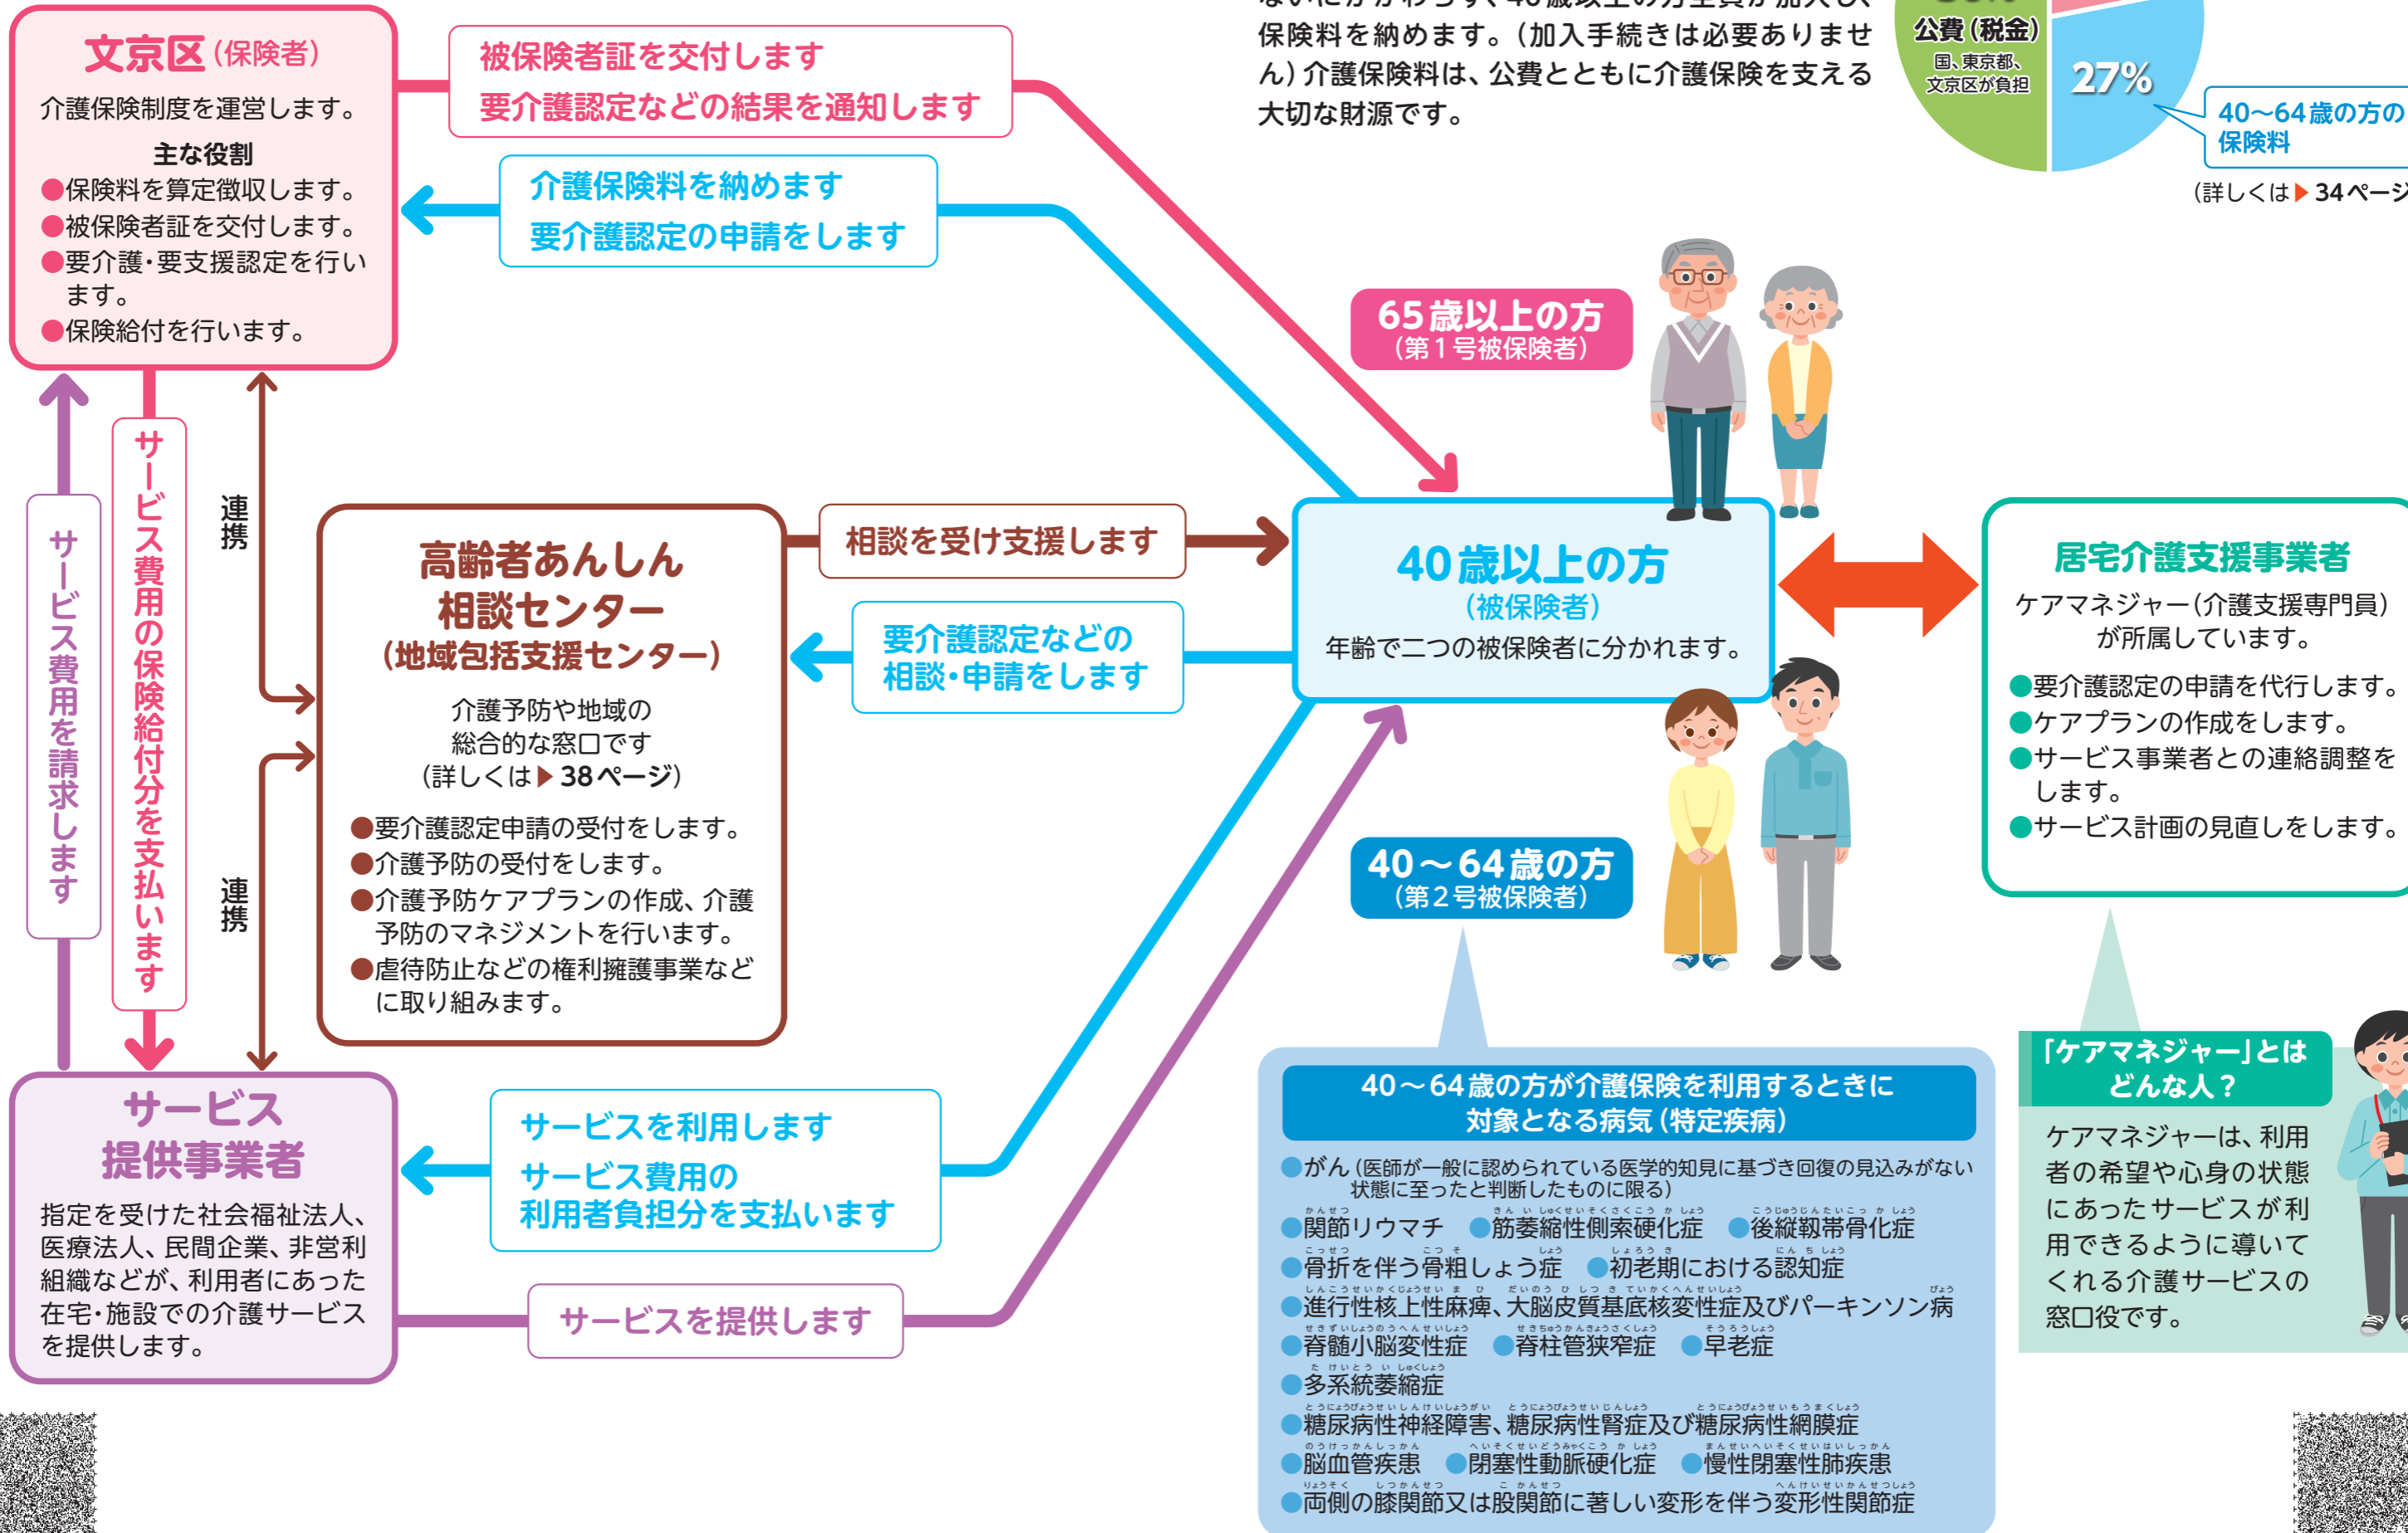 文京区（保険者）
介護保険制度を運営します。
主な役割
●保険料を算定徴収します。
●被保険者証を交付します。
●要介護・要支援認定を行い
ます。
●保険給付を行います。
被保険者証を交付します
要介護認定などの結果を通知します
介護保険料を納めます
要介護認定の申請をします
保険料を納めます。（加入手続きは必要ありませ
ん）介護保険料は、公費とともに介護保険を支える
大切な財源です。
公費（税金）
国、東京都、
文京区が負担
27%
40～64歳の方の
保険料
（詳しくは▶34ページ
65歳以上の方
（第1号被保険者）
サービス費用を請求します
サービス費用の保険給付分を支払います
連携
連携
高齢者あんしん
相談センター
（地域包括支援センター）
介護予防や地域の
総合的な窓口です
（詳しくは▶38ページ）
●要介護認定申請の受付をします。
●介護予防の受付をします。
●介護予防ケアプランの作成、介護
予防のマネジメントを行います。
●虐待防止などの権利擁護事業など
に取り組みます。
相談を受け支援します
要介護認定などの
相談・申請をします
40歳以上の方
（被保険者）
年齢で二つの被保険者に分かれます。
居宅介護支援事業者
ケアマネジャー（介護支援専門員）
が所属しています。
●要介護認定の申請を代行します。
●ケアプランの作成をします。
●サービス事業者との連絡調整を
します。
●サービス計画の見直しをします。
40～64歳の方
（第2号被保険者）
サービス
提供事業者
指定を受けた社会福祉法人、
医療法人、民間企業、非営利
組織などが、利用者にあった
在宅・施設での介護サービス
を提供します。
サービスを利用します
サービス費用の
利用者負担分を支払います
サービスを提供します
40～64歳の方が介護保険を利用するときに
対象となる病気（特定疾病）
●がん（医師が一般に認められている医学的知見に基づき回復の見込みがない
状態に至ったと判断したものに限る）
●関節リウマチ ●筋萎縮性側索硬化症 ●後縦靱帯骨化症
●骨折を伴う骨粗しょう症 ●初老期における認知症
●進行性核上性麻痺、大脳皮質基底核変性症及びパーキンソン病
●脊髄小脳変性症 ●脊柱管狭窄症 ●早老症
●多系統萎縮症
●糖尿病性神経障害、糖尿病性腎症及び糖尿病性網膜症
●脳血管疾患 ●閉塞性動脈硬化症 ●慢性閉塞性肺疾患
●両側の膝関節又は股関節に著しい変形を伴う変形性関節症
「ケアマネジャー」とは
どんな人？
ケアマネジャーは、利用
者の希望や心身の状態
にあったサービスが利
用できるように導いて
くれる介護サービスの
窓口役です。